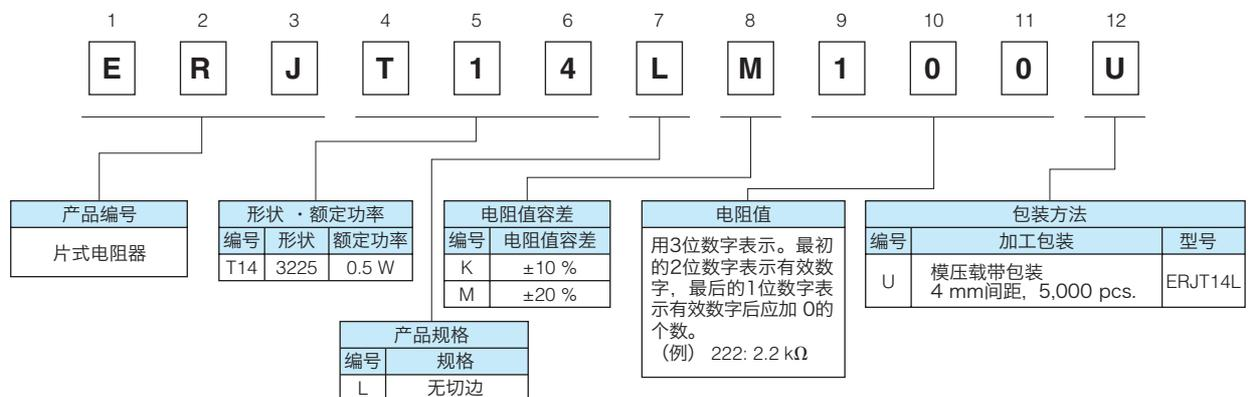 1 2 3 4 5 6 7 8 9 10 11 12
E R J T 1 4 L M 1 0 0 U
产品编号
片式电阻器
形状 ・额定功率
编号 形状 额定功率
T14 3225 0.5 W
电阻值容差
编号 电阻值容差
K ±10 %
M ±20 %
电阻值
用3位数字表示。最初
的2位数字表示有效数
字，最后的1位数字表
示有效数字后应加 0的
个数。
（例） 222: 2.2 kΩ
包装方法
编号 加工包装 型号
U 模压载带包装
4 mm间距, 5,000 pcs. ERJT14L
产品规格
编号 规格
L 无切边